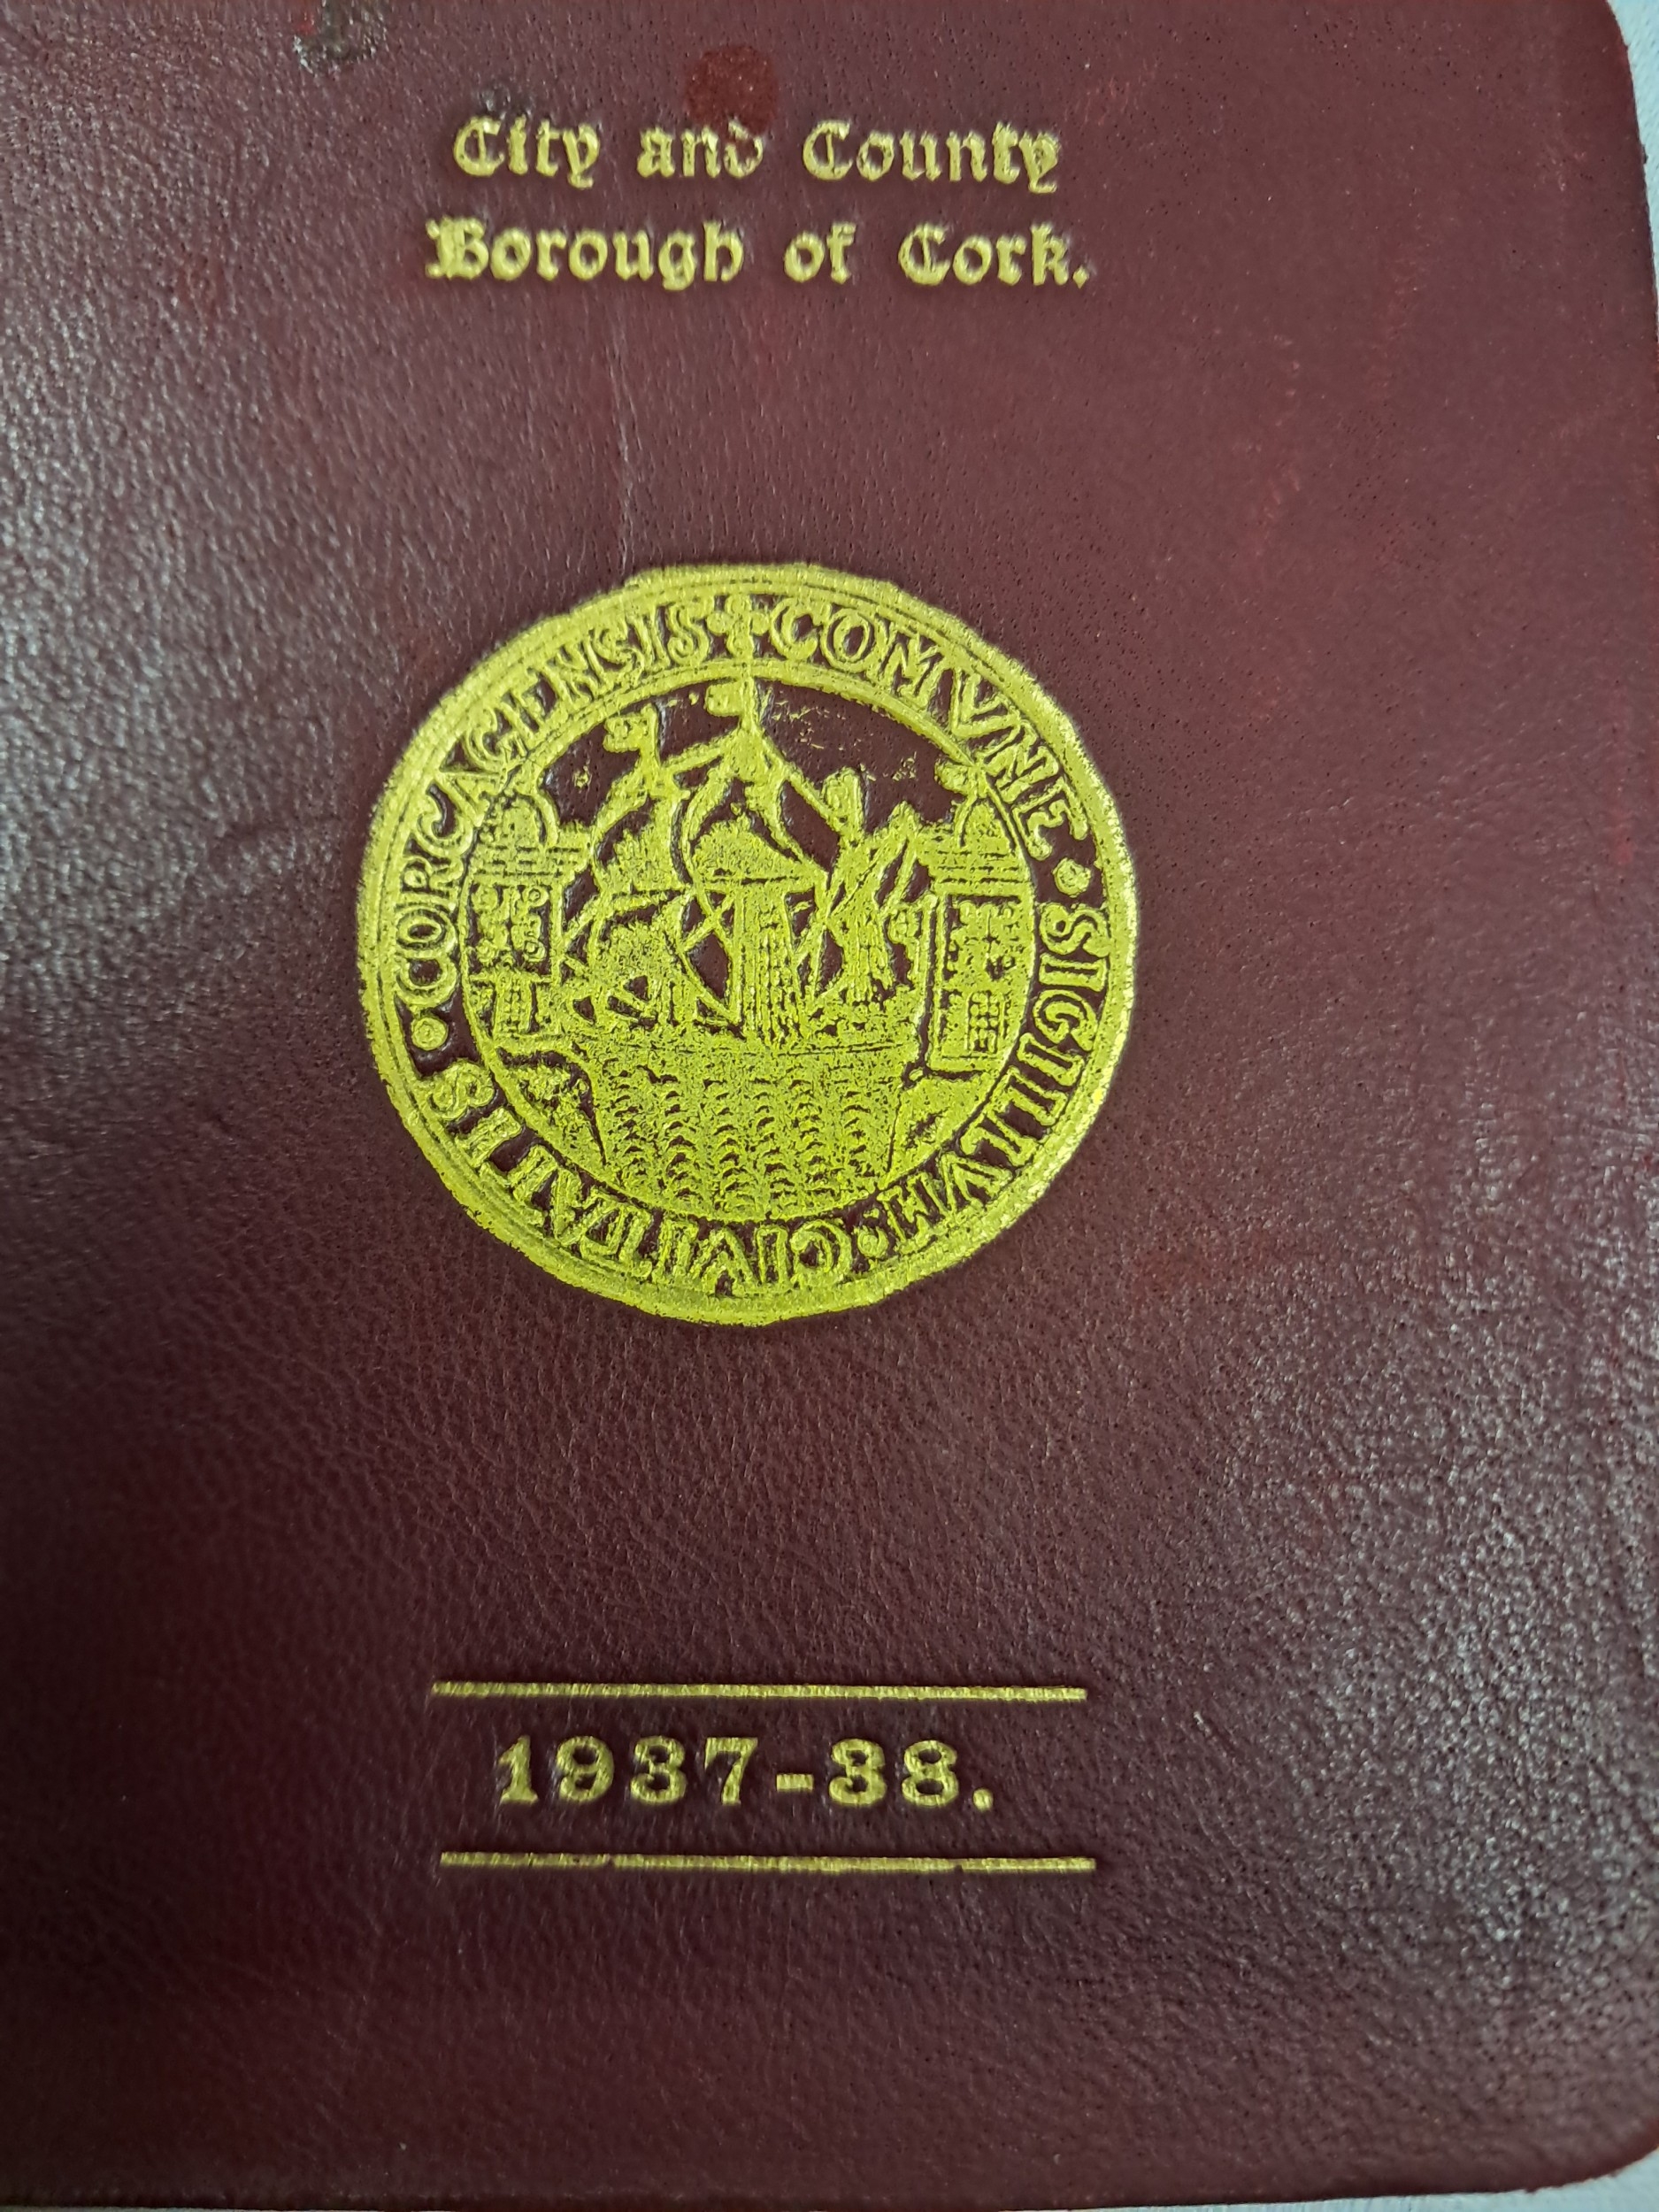 City and County
Borough of Cork.
COMVNE • SIGILLVM : CIVITATIS • CORCAGIENSIS
1937-38.